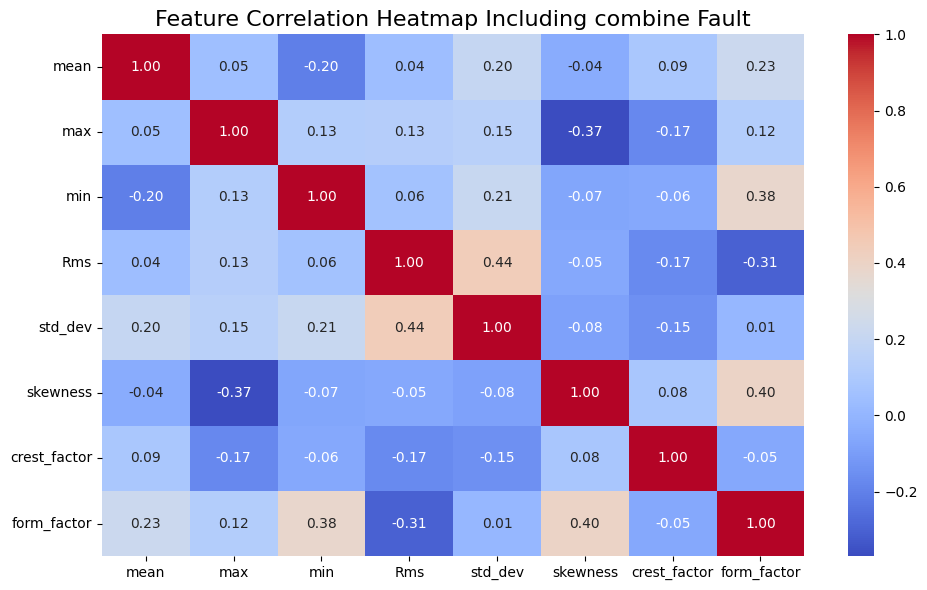 Feature Correlation Heatmap Including combine Fault
mean 1.00 0.05 -0.20 0.04 0.20 -0.04 0.09 0.23
max 0.05 1.00 0.13 0.13 0.15 -0.37 -0.17 0.12
min -0.20 0.13 1.00 0.06 0.21 -0.07 -0.06 0.38
Rms 0.04 0.13 0.06 1.00 0.44 -0.05 -0.17 -0.31
std_dev 0.20 0.15 0.21 0.44 1.00 -0.08 -0.15 0.01
skewness -0.04 -0.37 -0.07 -0.05 -0.08 1.00 0.08 0.40
crest_factor 0.09 -0.17 -0.06 -0.17 -0.15 0.08 1.00 -0.05
form_factor 0.23 0.12 0.38 -0.31 0.01 0.40 -0.05 1.00
mean max min Rms std_dev skewness crest_factor form_factor
1.0
0.8
0.6
0.4
0.2
0.0
−0.2